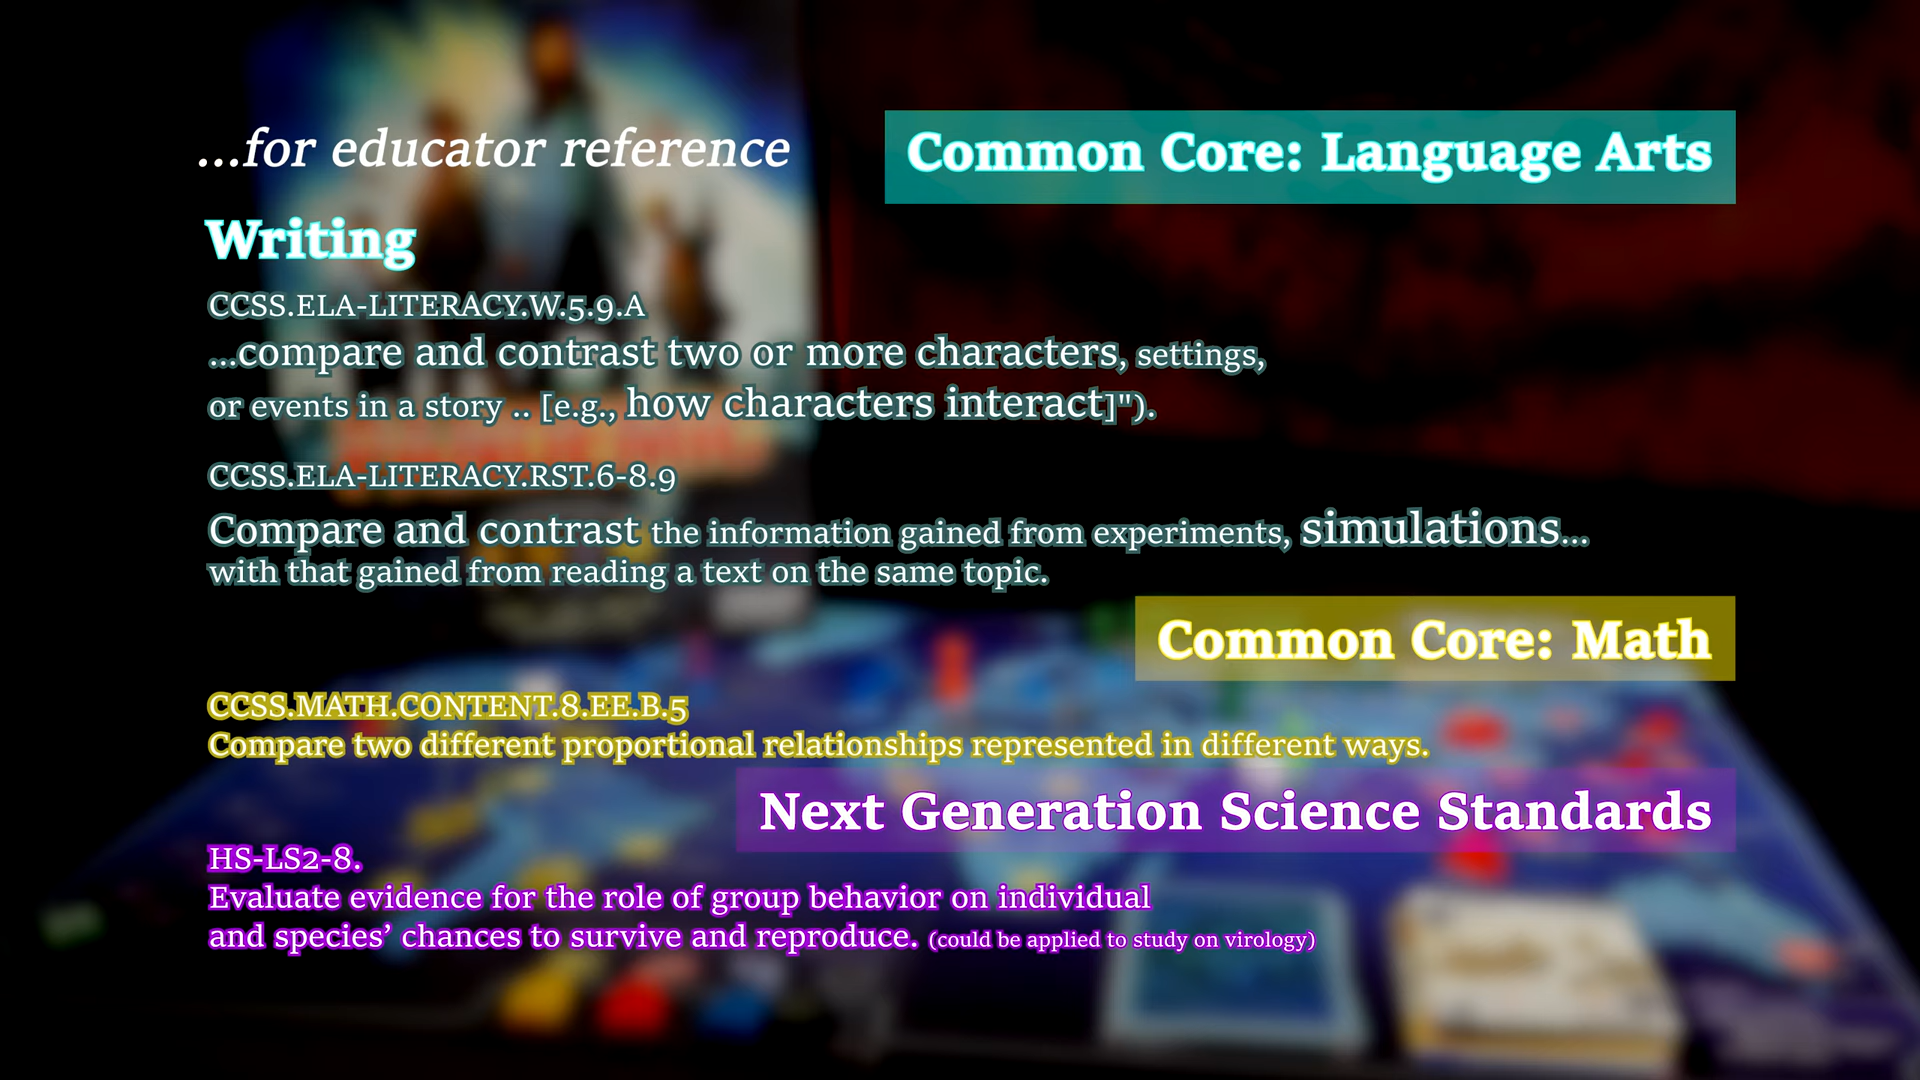 ...for educator reference
Common Core: Language Arts
Writing
CCSS.ELA-LITERACY.W.5.9.A
...compare and contrast two or more characters, settings,
or events in a story .. [e.g., how characters interact]").
CCSS.ELA-LITERACY.RST.6-8.9
Compare and contrast the information gained from experiments, simulations...
with that gained from reading a text on the same topic.
Common Core: Math
CCSS.MATH.CONTENT.8.EE.B.5
Compare two different proportional relationships represented in different ways.
Next Generation Science Standards
HS-LS2-8.
Evaluate evidence for the role of group behavior on individual
and species’ chances to survive and reproduce. (could be applied to study on virology)